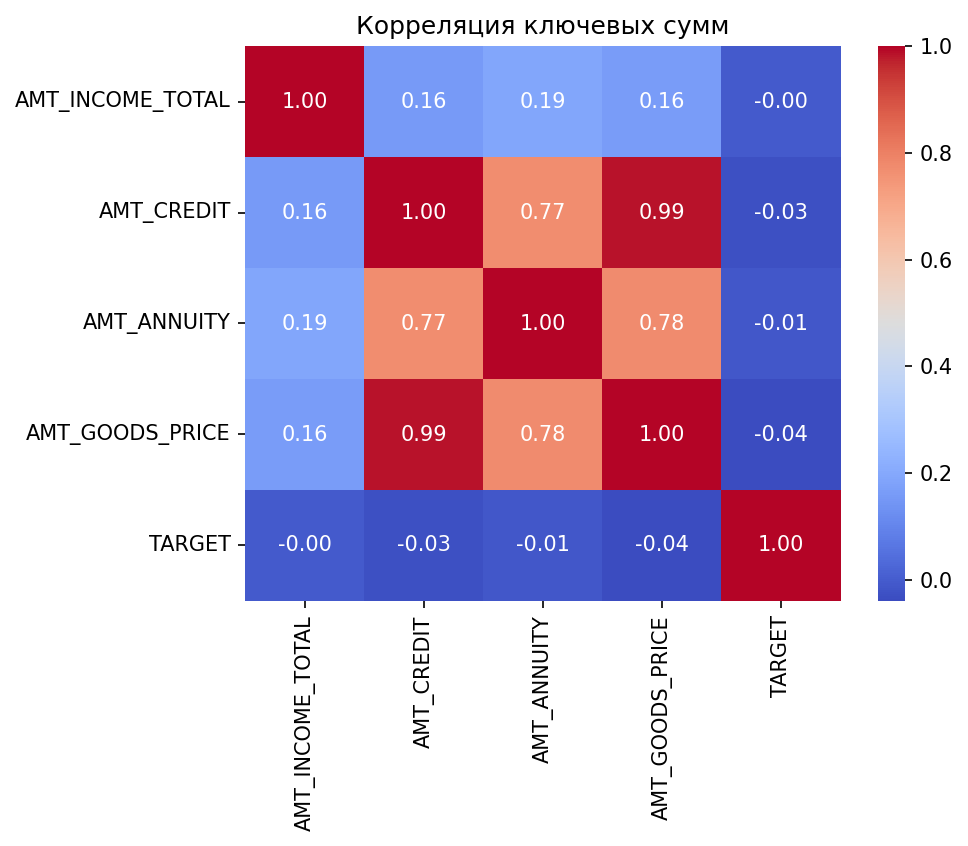 Корреляция ключевых сумм
AMT_INCOME_TOTAL 1.00 0.16 0.19 0.16 -0.00
AMT_CREDIT 0.16 1.00 0.77 0.99 -0.03
AMT_ANNUITY 0.19 0.77 1.00 0.78 -0.01
AMT_GOODS_PRICE 0.16 0.99 0.78 1.00 -0.04
TARGET -0.00 -0.03 -0.01 -0.04 1.00
AMT_INCOME_TOTAL
AMT_CREDIT
AMT_ANNUITY
AMT_GOODS_PRICE
TARGET
1.0
0.8
0.6
0.4
0.2
0.0